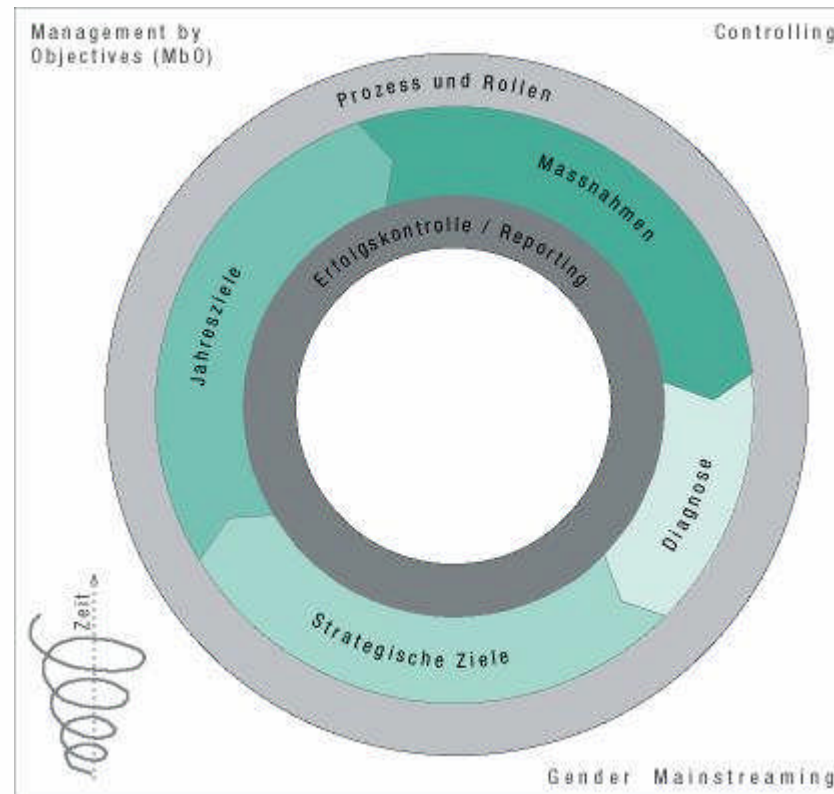 Management by
Objectives (MbO)
Controlling
Prozess und Rollen
Massnahmen
Erfolgskontrolle / Reporting
Jahresziele
Diagnose
Strategische Ziele
Zeit
Gender Mainstreaming